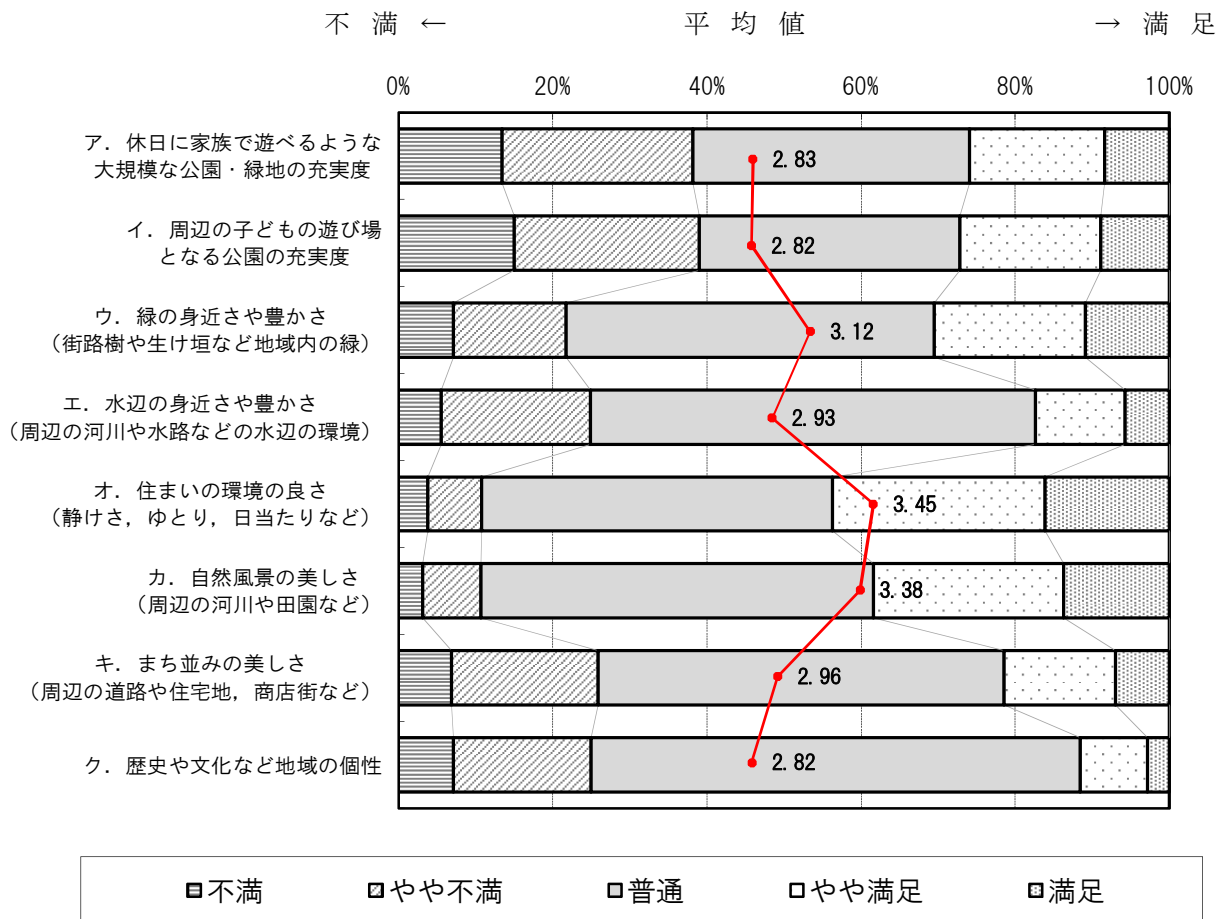 不満 ← 平均値 → 満足
0% 20% 40% 60% 80% 100%
ア．休日に家族で遊べるような
大規模な公園・緑地の充実度
2.83
イ．周辺の子どもの遊び場
となる公園の充実度
2.82
ウ．緑の身近さや豊かさ
（街路樹や生け垣など地域内の緑）
3.12
エ．水辺の身近さや豊かさ
（周辺の河川や水路などの水辺の環境）
2.93
オ．住まいの環境の良さ
（静けさ，ゆとり，日当たりなど）
3.45
カ．自然風景の美しさ
（周辺の河川や田園など）
3.38
キ．まち並みの美しさ
（周辺の道路や住宅地，商店街など）
2.96
ク．歴史や文化など地域の個性
2.82
不満 やや不満 普通 やや満足 満足